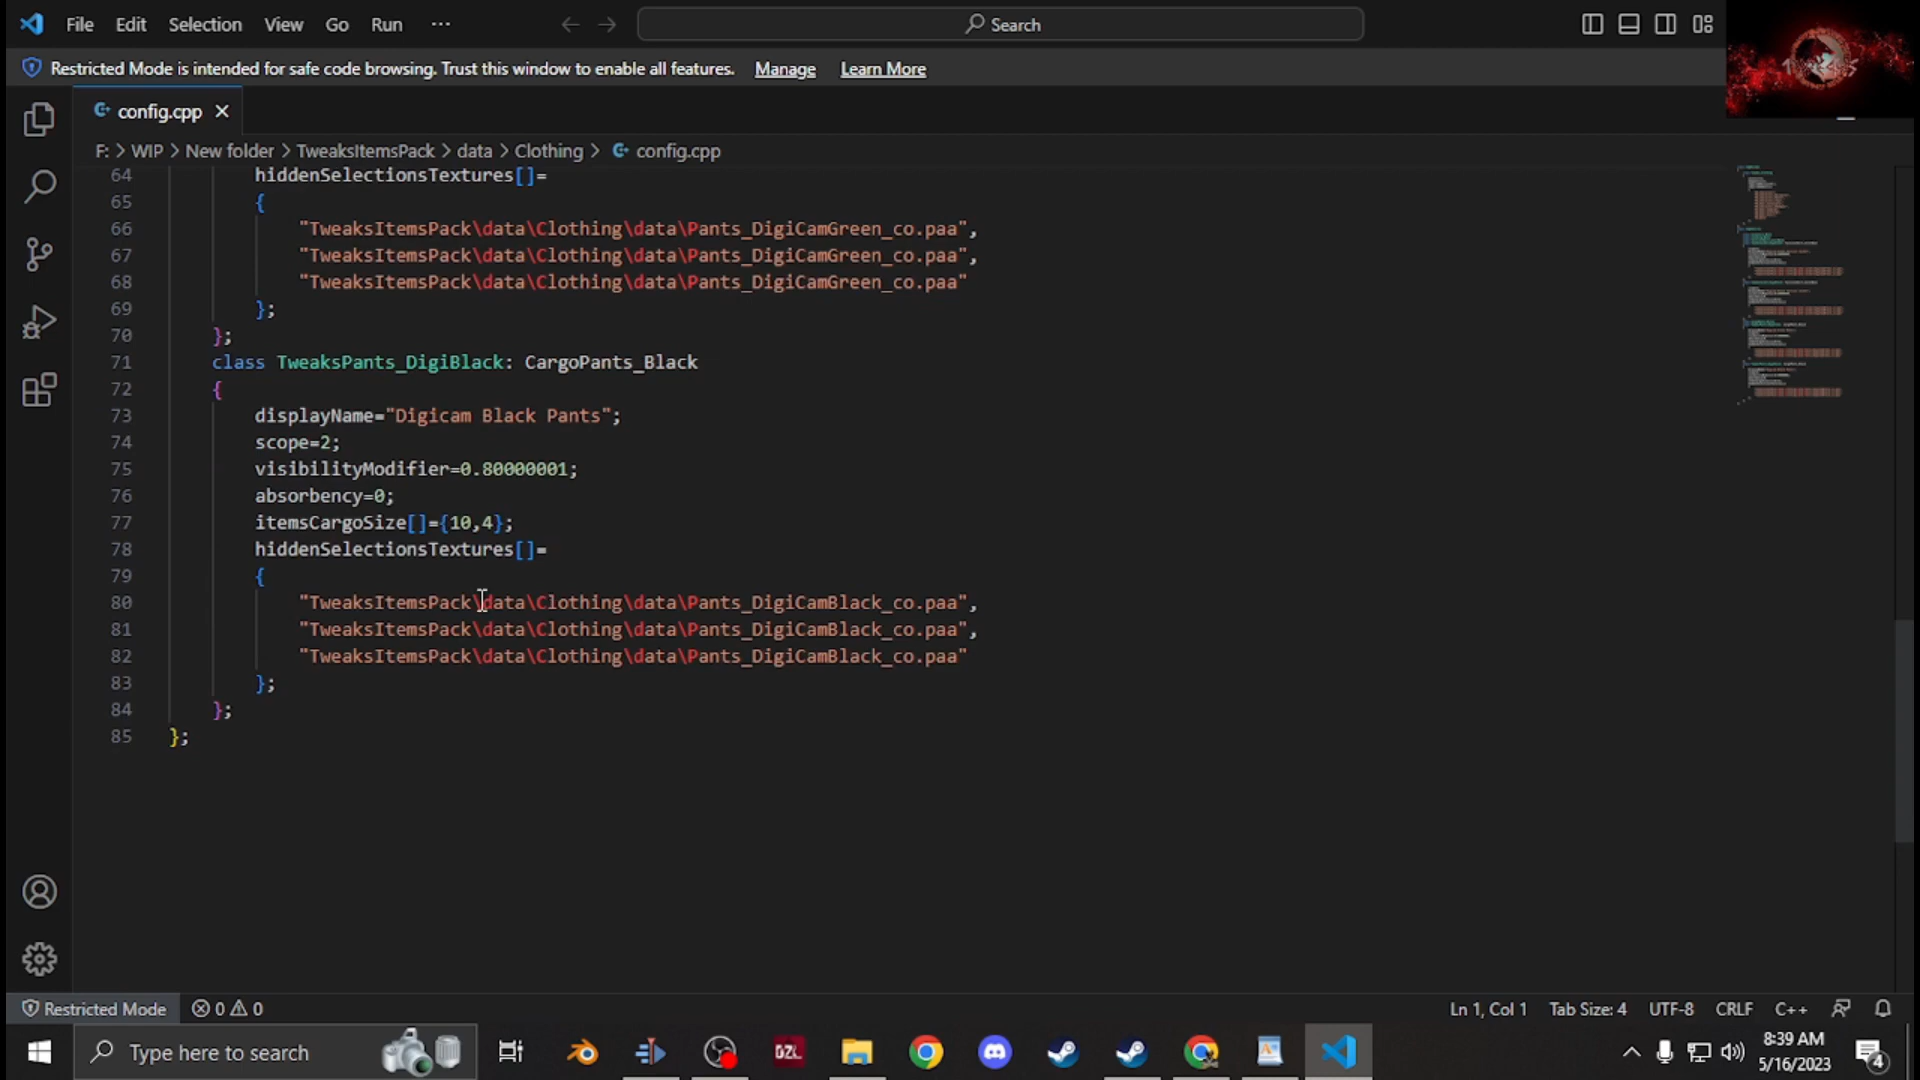 File Edit Selection View Go Run ··· Search
Restricted Mode is intended for safe code browsing. Trust this window to enable all features. Manage Learn More
config.cpp
F: > WIP > New folder > TweaksItemsPack > data > Clothing > config.cpp
64 hiddenSelectionsTextures[]=
65 {
66 "TweaksItemsPack\data\Clothing\data\Pants_DigiCamGreen_co.paa",
67 "TweaksItemsPack\data\Clothing\data\Pants_DigiCamGreen_co.paa",
68 "TweaksItemsPack\data\Clothing\data\Pants_DigiCamGreen_co.paa"
69 };
70 };
71 class TweaksPants_DigiBlack: CargoPants_Black
72 {
73 displayName="Digicam Black Pants";
74 scope=2;
75 visibilityModifier=0.80000001;
76 absorbency=0;
77 itemsCargoSize[]={10,4};
78 hiddenSelectionsTextures[]=
79 {
80 "TweaksItemsPack\data\Clothing\data\Pants_DigiCamBlack_co.paa",
81 "TweaksItemsPack\data\Clothing\data\Pants_DigiCamBlack_co.paa",
82 "TweaksItemsPack\data\Clothing\data\Pants_DigiCamBlack_co.paa"
83 };
84 };
85 };
Restricted Mode 0 0 Ln 1, Col 1 Tab Size: 4 UTF-8 CRLF C++
Type here to search DZL 8:39 AM
5/16/2023 4